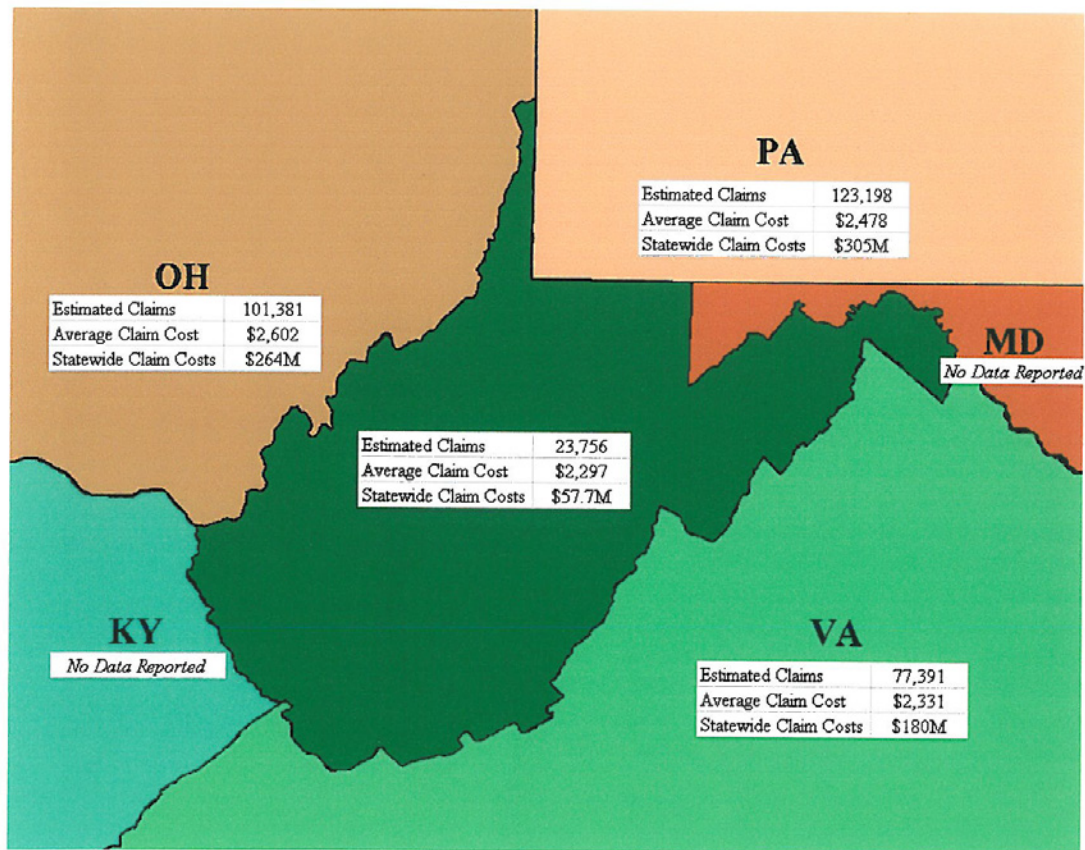 PA
Estimated Claims 123,198
Average Claim Cost $2,478
Statewide Claim Costs $305M
OH
Estimated Claims 101,381
Average Claim Cost $2,602
Statewide Claim Costs $264M
MD
No Data Reported
Estimated Claims 23,756
Average Claim Cost $2,297
Statewide Claim Costs $57.7M
KY
No Data Reported
VA
Estimated Claims 77,391
Average Claim Cost $2,331
Statewide Claim Costs $180M